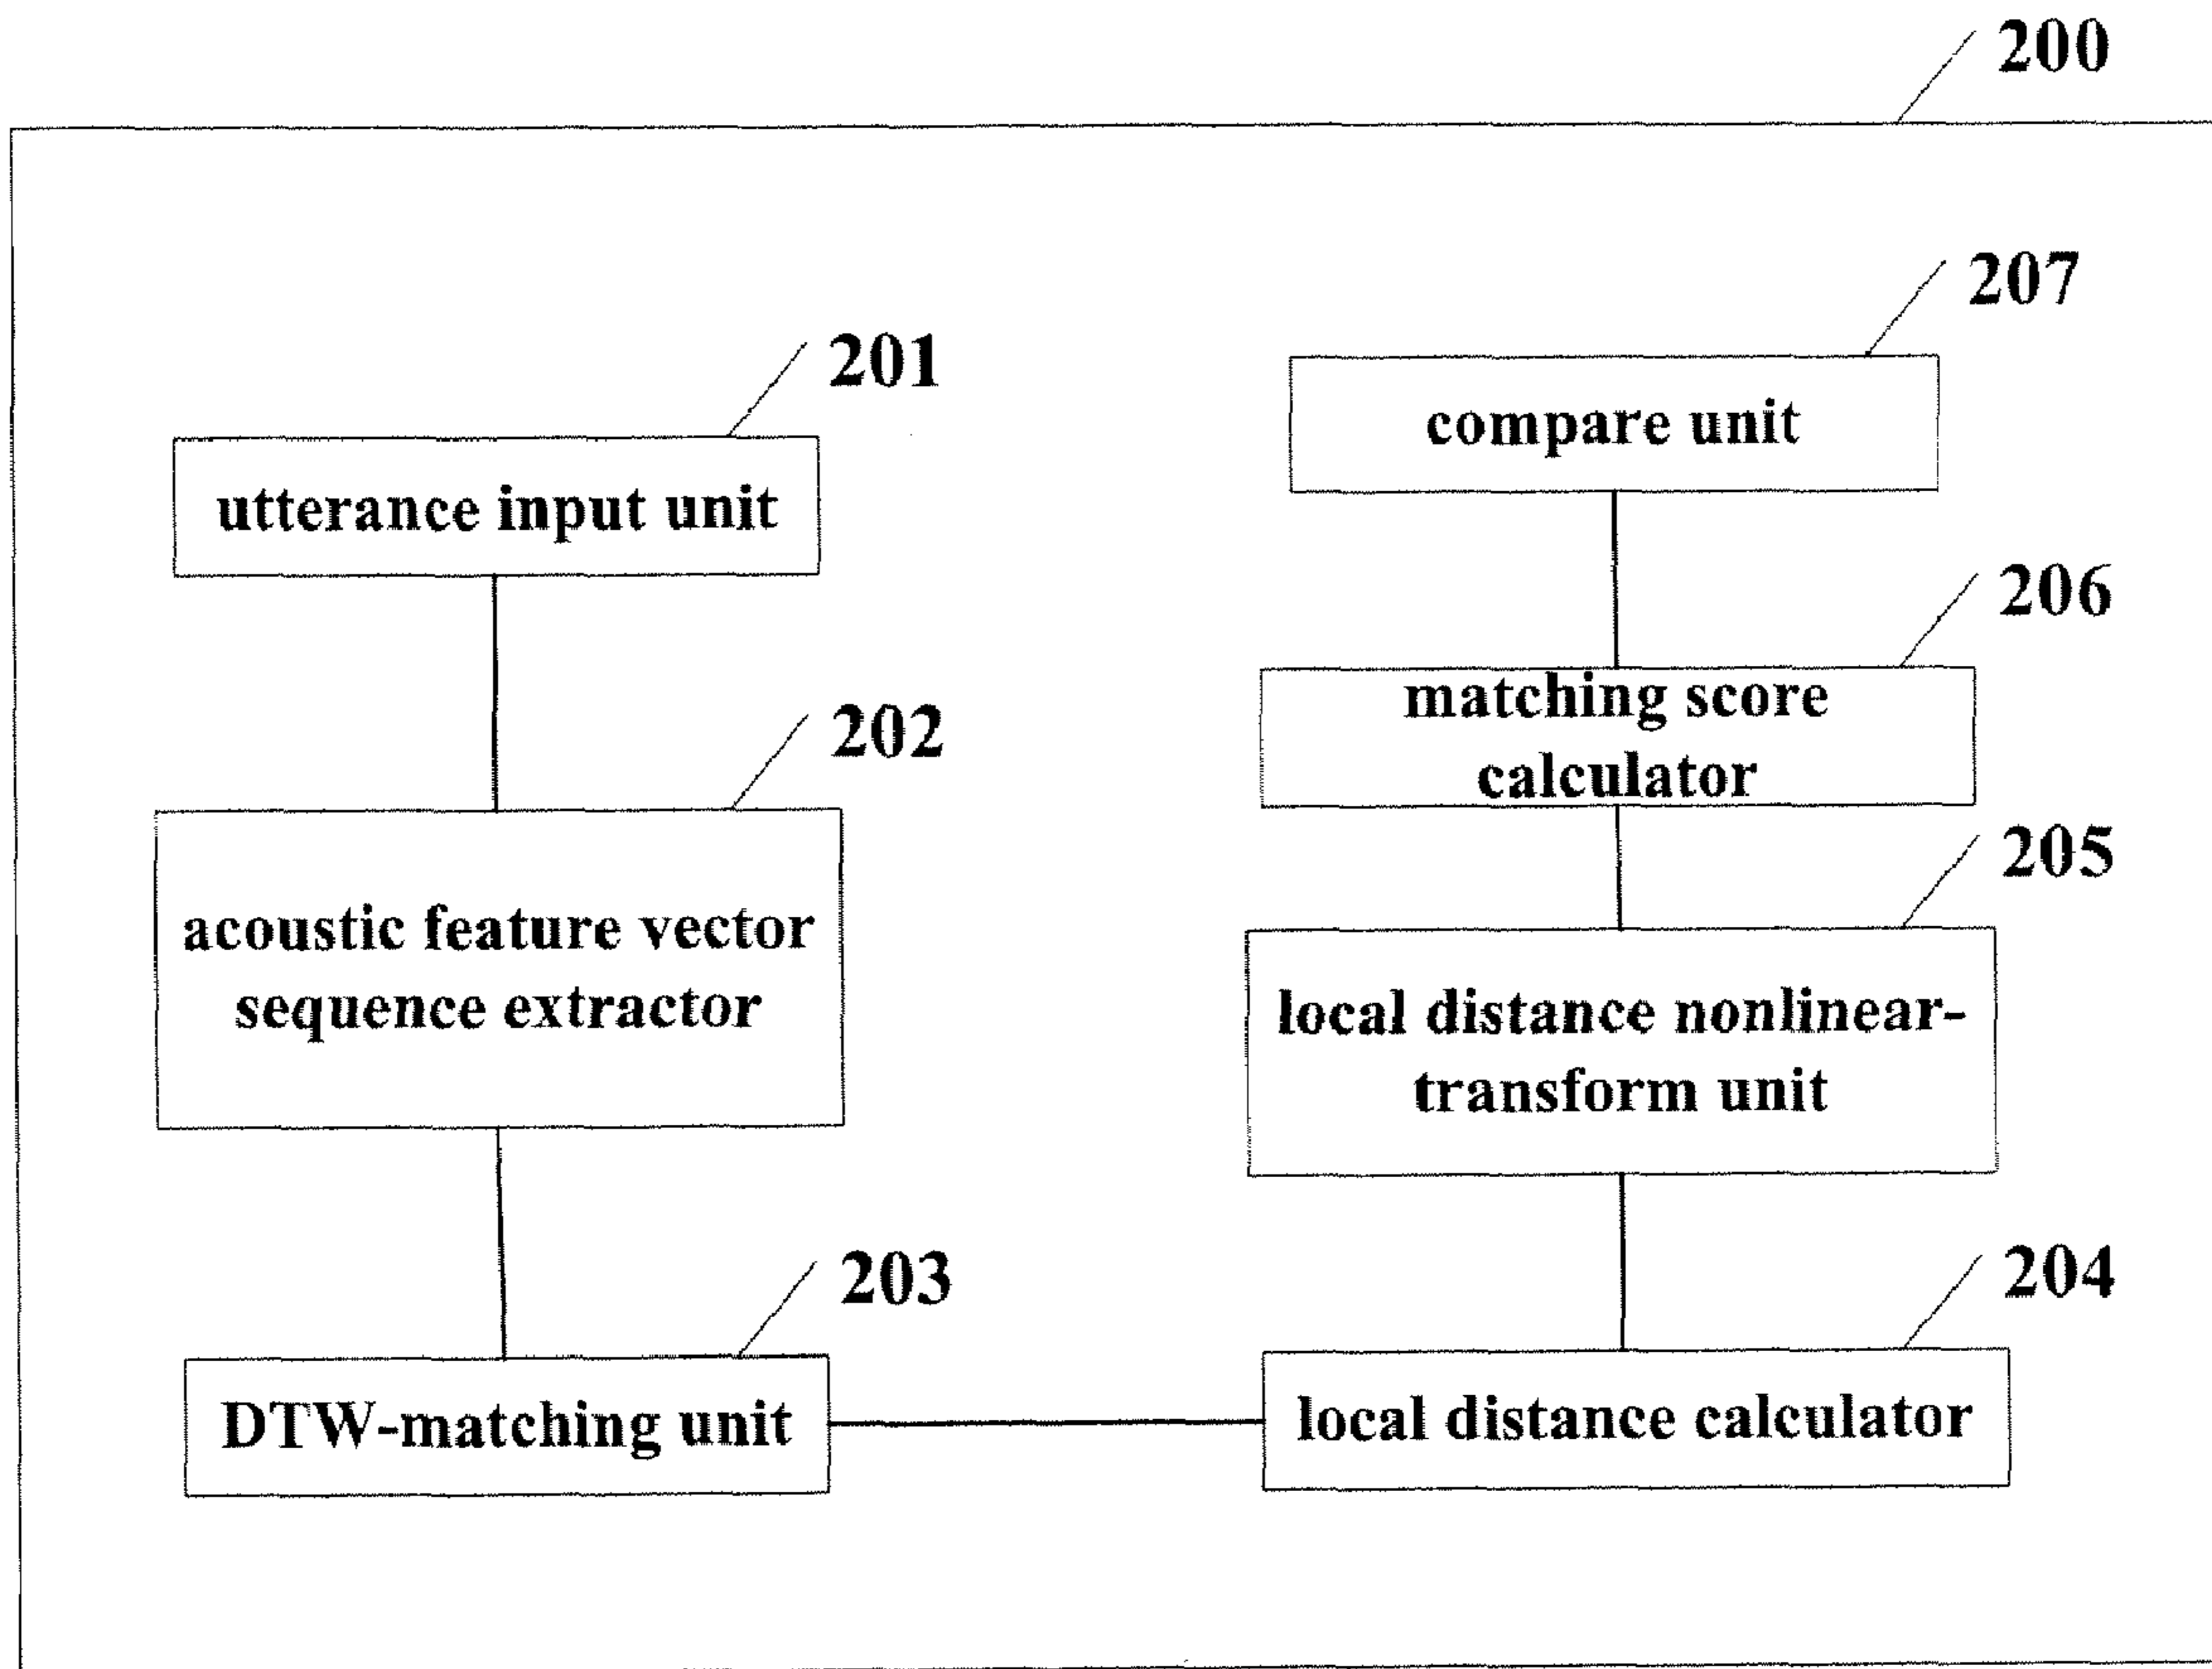 200
201
utterance input unit
202
acoustic feature vector
sequence extractor
203
DTW-matching unit
207
compare unit
206
matching score
calculator
205
local distance nonlinear-
transform unit
204
local distance calculator